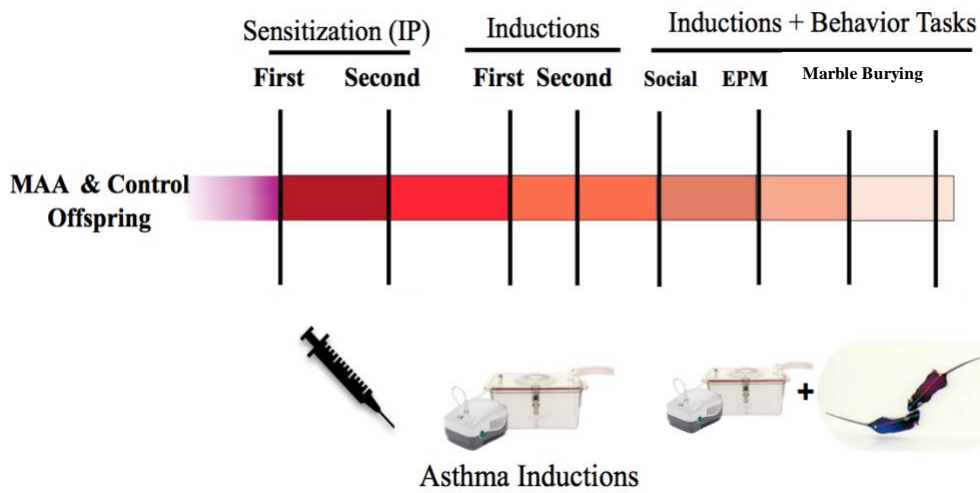 Sensitization (IP)
Inductions
Inductions + Behavior Tasks
First
Second
First
Second
Social
EPM
Marble Burying
MAA & Control
Offspring
+
Asthma Inductions